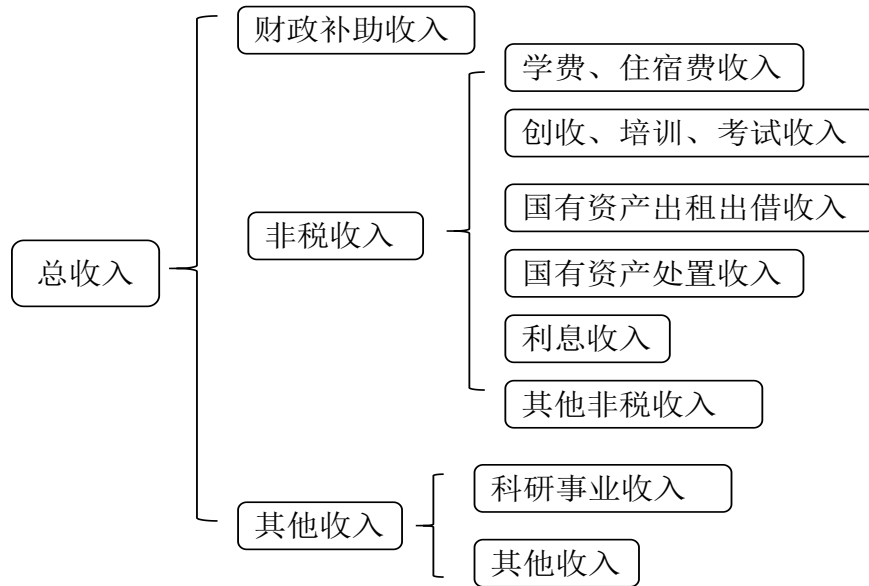 总收入
财政补助收入
非税收入
学费、住宿费收入
创收、培训、考试收入
国有资产出租出借收入
国有资产处置收入
利息收入
其他非税收入
其他收入
科研事业收入
其他收入